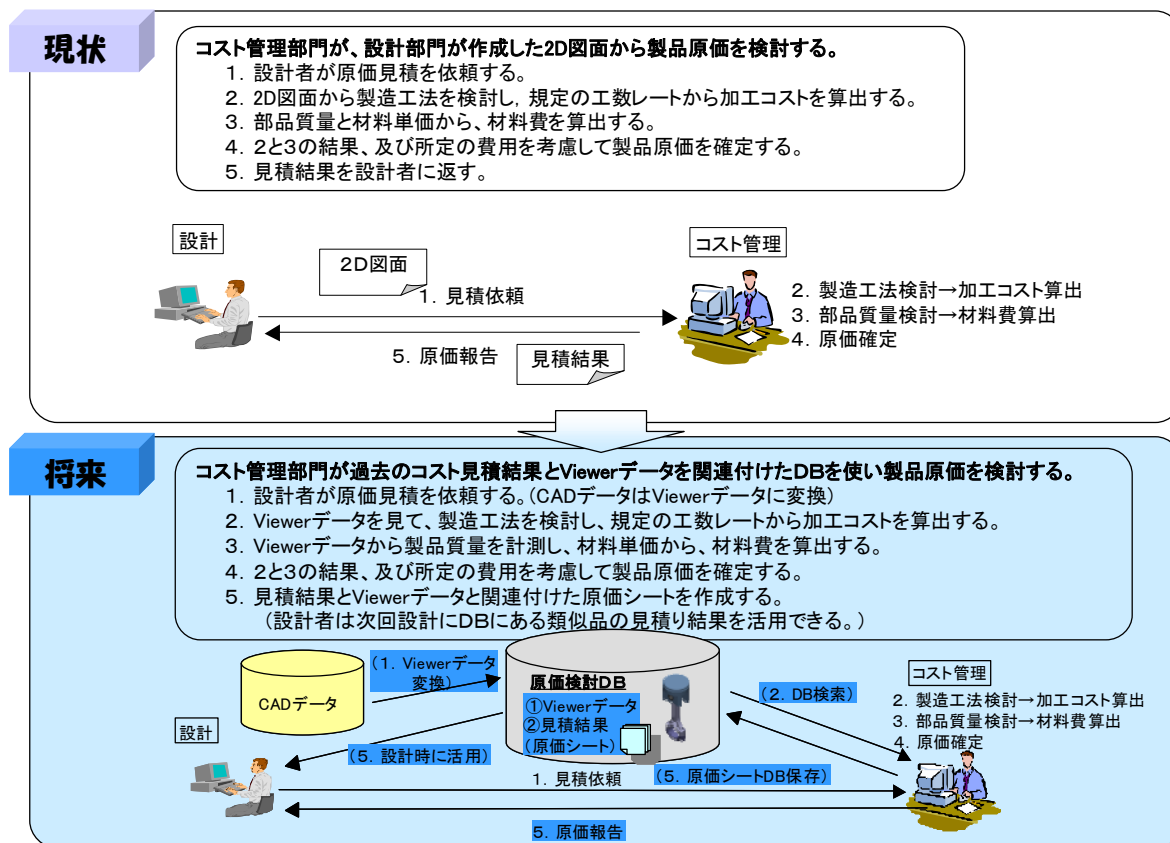 現状
コスト管理部門が、設計部門が作成した2D図面から製品原価を検討する。
1．設計者が原価見積を依頼する。
2．2D図面から製造工法を検討し，規定の工数レートから加工コストを算出する。
3．部品質量と材料単価から、材料費を算出する。
4．2と3の結果、及び所定の費用を考慮して製品原価を確定する。
5．見積結果を設計者に返す。
設計
2D図面
1．見積依頼
5．原価報告
見積結果
コスト管理
2．製造工法検討→加工コスト算出
3．部品質量検討→材料費算出
4．原価確定
将来
コスト管理部門が過去のコスト見積結果とViewerデータを関連付けたDBを使い製品原価を検討する。
1．設計者が原価見積を依頼する。(CADデータはViewerデータに変換)
2．Viewerデータを見て、製造工法を検討し、規定の工数レートから加工コストを算出する。
3．Viewerデータから製品質量を計測し、材料単価から、材料費を算出する。
4．2と3の結果、及び所定の費用を考慮して製品原価を確定する。
5．見積結果とViewerデータと関連付けた原価シートを作成する。
(設計者は次回設計にDBにある類似品の見積り結果を活用できる。)
CADデータ
(1．Viewerデータ
変換)
原価検討DB
①Viewerデータ
②見積結果
(原価シート)
(2．DB検索)
コスト管理
2．製造工法検討→加工コスト算出
3．部品質量検討→材料費算出
4．原価確定
設計
(5．設計時に活用)
1．見積依頼
(5．原価シートDB保存)
5．原価報告